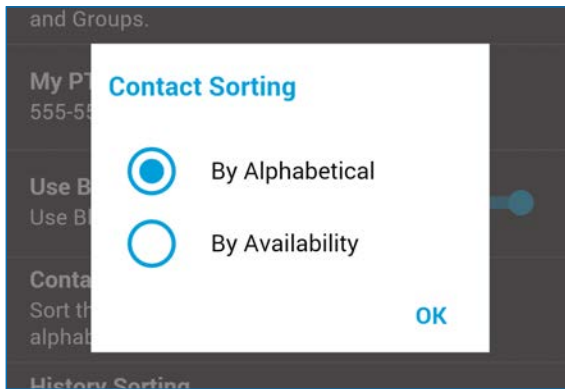 and Groups.
My PT
555-55
Contact Sorting
By Alphabetical
Use B
Use Bl
By Availability
Conta
Sort th
alphab
OK
History Sorting